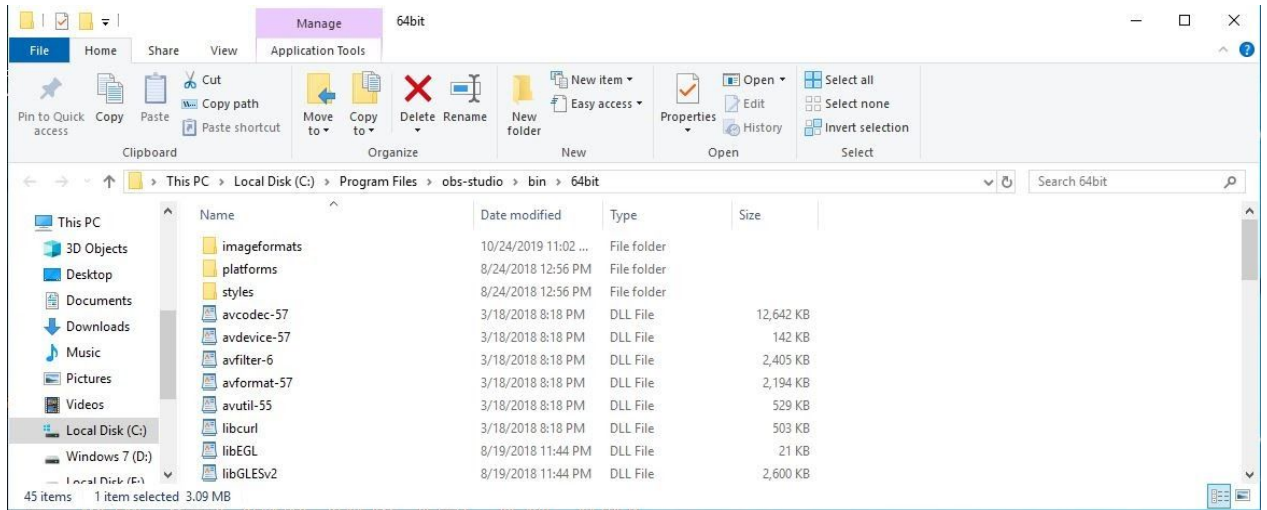 Manage 64bit
File Home Share View Application Tools
Pin to Quick access
Copy
Paste
Cut
Copy path
Paste shortcut
Clipboard
Move to
Copy to
Delete
Rename
Organize
New folder
New item
Easy access
New
Properties
Open
Edit
History
Open
Select all
Select none
Invert selection
Select
This PC > Local Disk (C:) > Program Files > obs-studio > bin > 64bit
Search 64bit
This PC
3D Objects
Desktop
Documents
Downloads
Music
Pictures
Videos
Local Disk (C:)
Windows 7 (D:)
Local Disk (E:)
Name Date modified Type Size
imageformats 10/24/2019 11:02 ... File folder
platforms 8/24/2018 12:56 PM File folder
styles 8/24/2018 12:56 PM File folder
avcodec-57 3/18/2018 8:18 PM DLL File 12,642 KB
avdevice-57 3/18/2018 8:18 PM DLL File 142 KB
avfilter-6 3/18/2018 8:18 PM DLL File 2,405 KB
avformat-57 3/18/2018 8:18 PM DLL File 2,194 KB
avutil-55 3/18/2018 8:18 PM DLL File 529 KB
libcurl 3/18/2018 8:18 PM DLL File 503 KB
libEGL 8/19/2018 11:44 PM DLL File 21 KB
libGLESv2 8/19/2018 11:44 PM DLL File 2,600 KB
45 items 1 item selected 3.09 MB